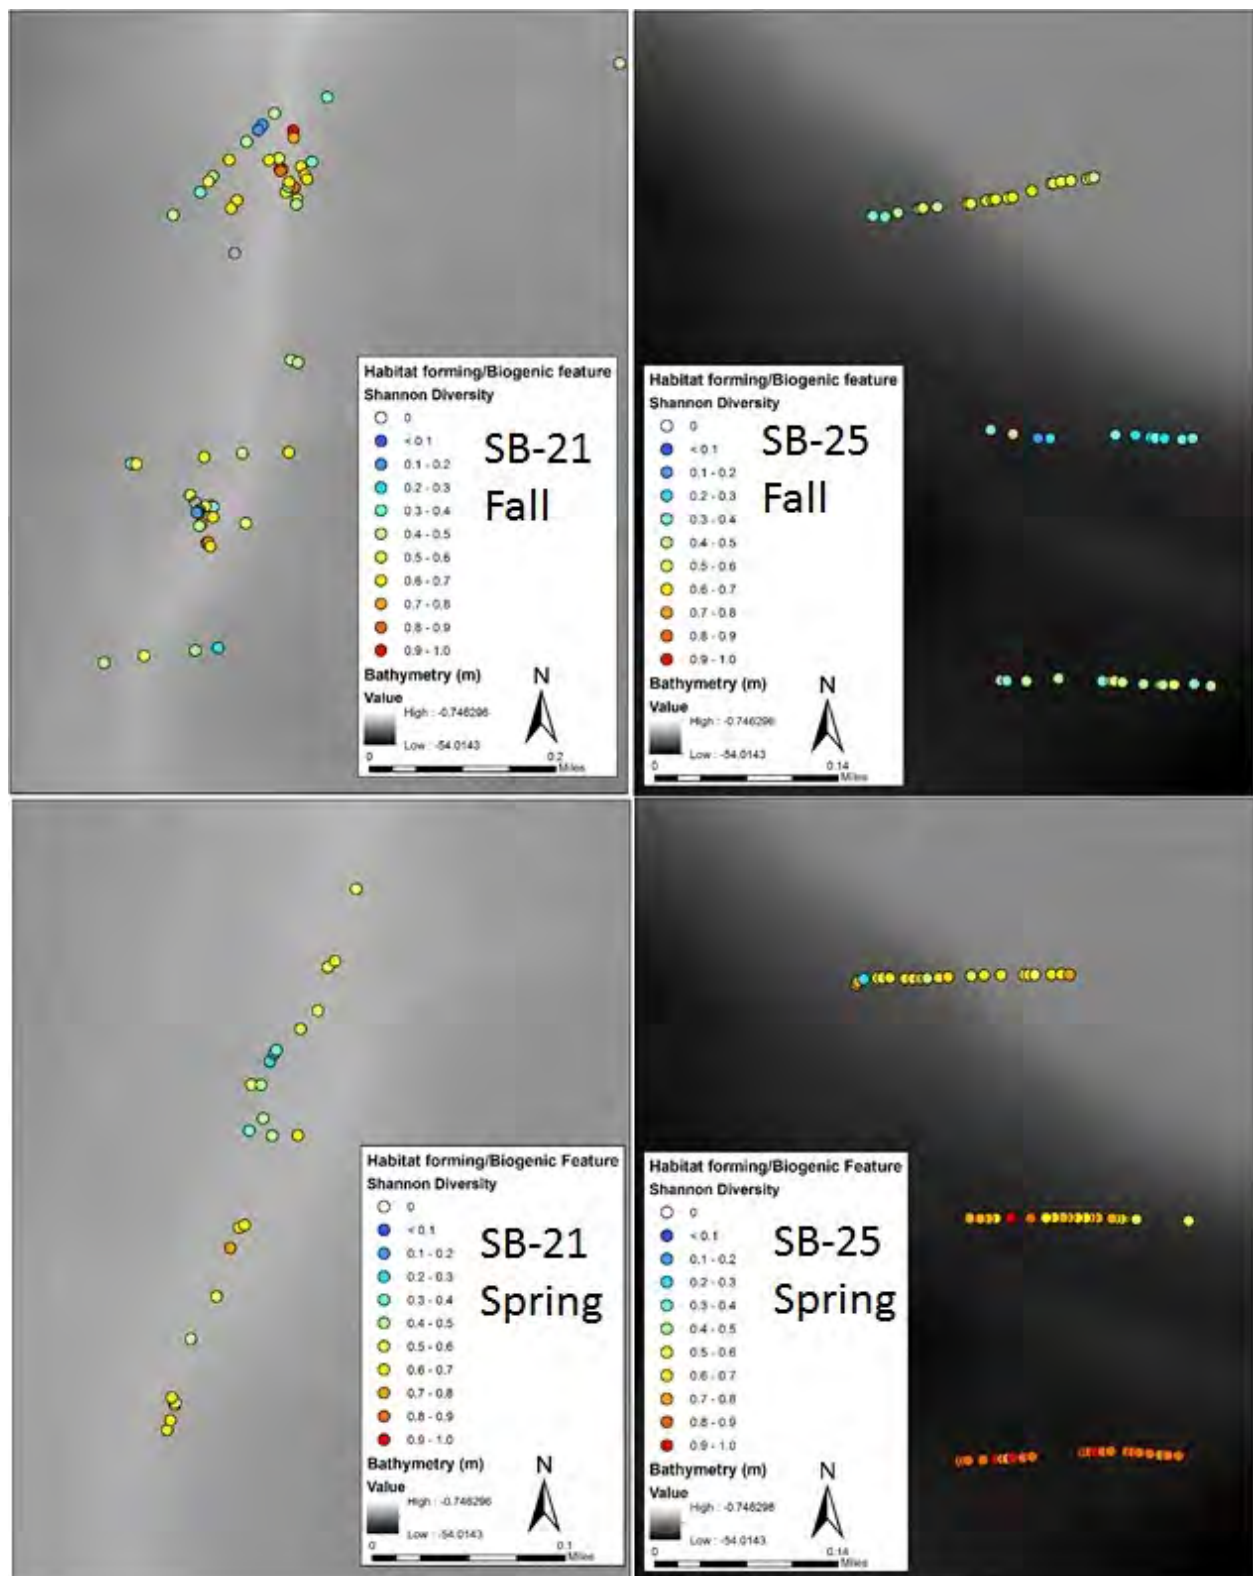 Habitat forming/Biogenic feature
Shannon Diversity
0
< 0.1
0.1 - 0.2
0.2 - 0.3
0.3 - 0.4
0.4 - 0.5
0.5 - 0.6
0.6 - 0.7
0.7 - 0.8
0.8 - 0.9
0.9 - 1.0
SB-21
Fall
Bathymetry (m)
Value
High : -0.746296
Low : -54.0143
N
0 0.2
Miles
Habitat forming/Biogenic feature
Shannon Diversity
0
< 0.1
0.1 - 0.2
0.2 - 0.3
0.3 - 0.4
0.4 - 0.5
0.5 - 0.6
0.6 - 0.7
0.7 - 0.8
0.8 - 0.9
0.9 - 1.0
SB-25
Fall
Bathymetry (m)
Value
High : -0.746296
Low : -54.0143
N
0 0.14
Miles
Habitat forming/Biogenic Feature
Shannon Diversity
0
< 0.1
0.1 - 0.2
0.2 - 0.3
0.3 - 0.4
0.4 - 0.5
0.5 - 0.6
0.6 - 0.7
0.7 - 0.8
0.8 - 0.9
0.9 - 1.0
SB-21
Spring
Bathymetry (m)
Value
High : -0.746296
Low : -54.0143
N
0 0.1
Miles
Habitat forming/Biogenic Feature
Shannon Diversity
0
< 0.1
0.1 - 0.2
0.2 - 0.3
0.3 - 0.4
0.4 - 0.5
0.5 - 0.6
0.6 - 0.7
0.7 - 0.8
0.8 - 0.9
0.9 - 1.0
SB-25
Spring
Bathymetry (m)
Value
High : -0.746296
Low : -54.0143
N
0 0.14
Miles